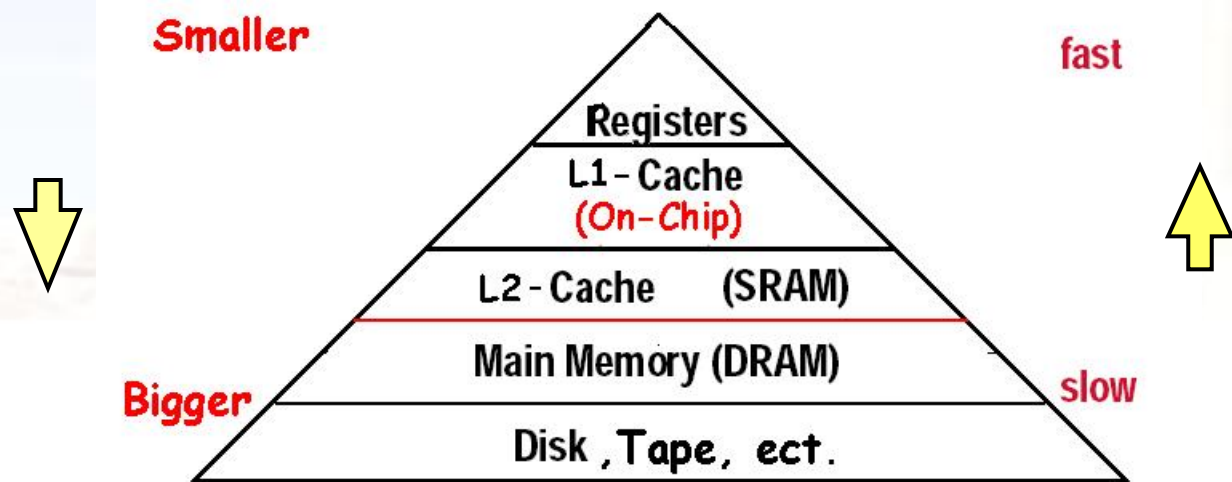 Smaller
fast
Registers
L1-Cache
(On-Chip)
L2-Cache (SRAM)
Main Memory (DRAM)
Bigger
slow
Disk ,Tape, ect.